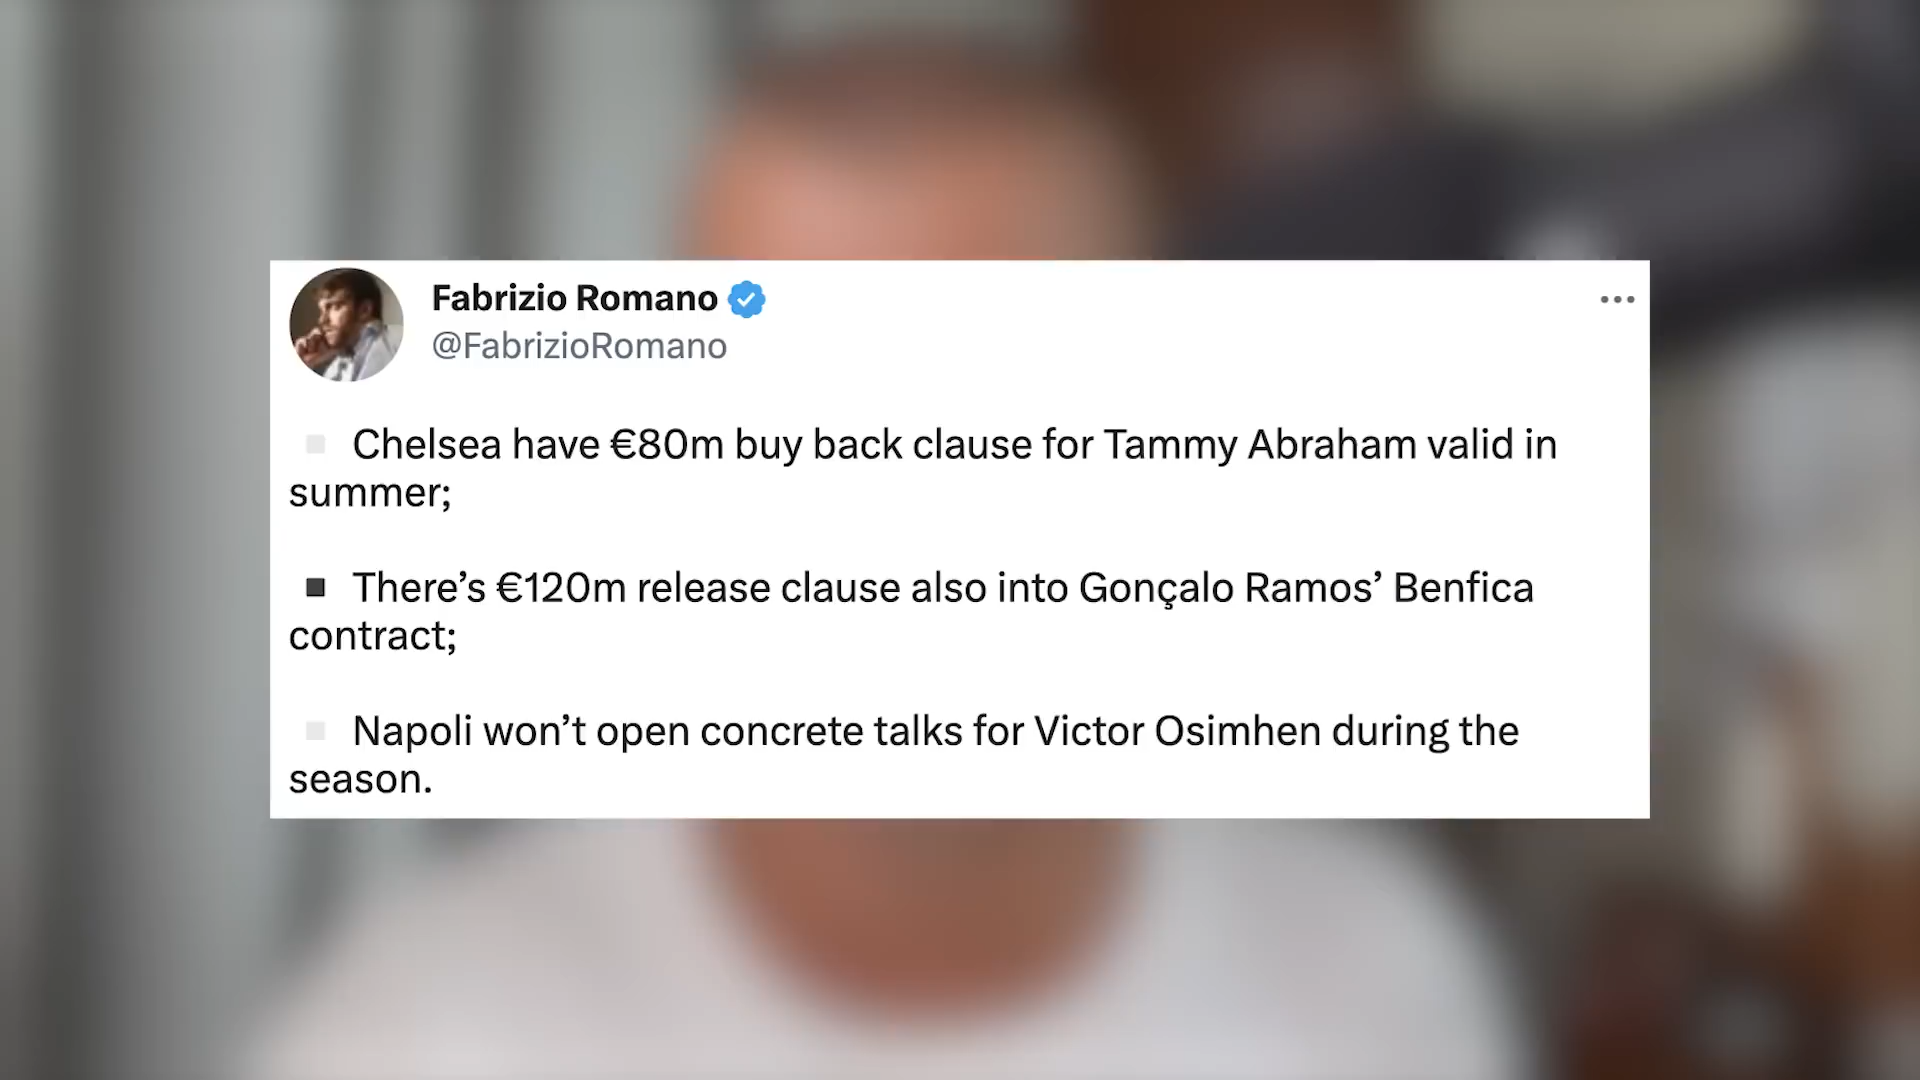 Fabrizio Romano
@FabrizioRomano
Chelsea have €80m buy back clause for Tammy Abraham valid in
summer;
There’s €120m release clause also into Gonçalo Ramos’ Benfica
contract;
Napoli won’t open concrete talks for Victor Osimhen during the
season.